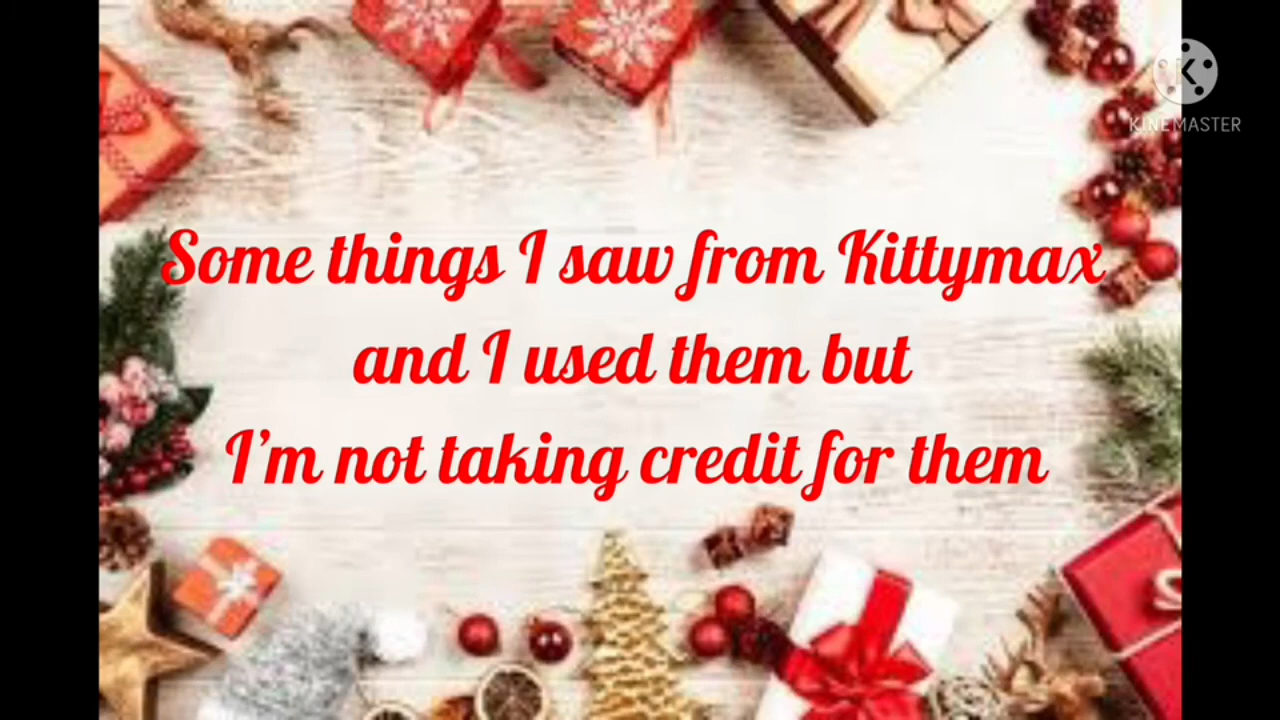 K
KINEMASTER
Some things I saw from Kittymax
and I used them but
I'm not taking credit for them